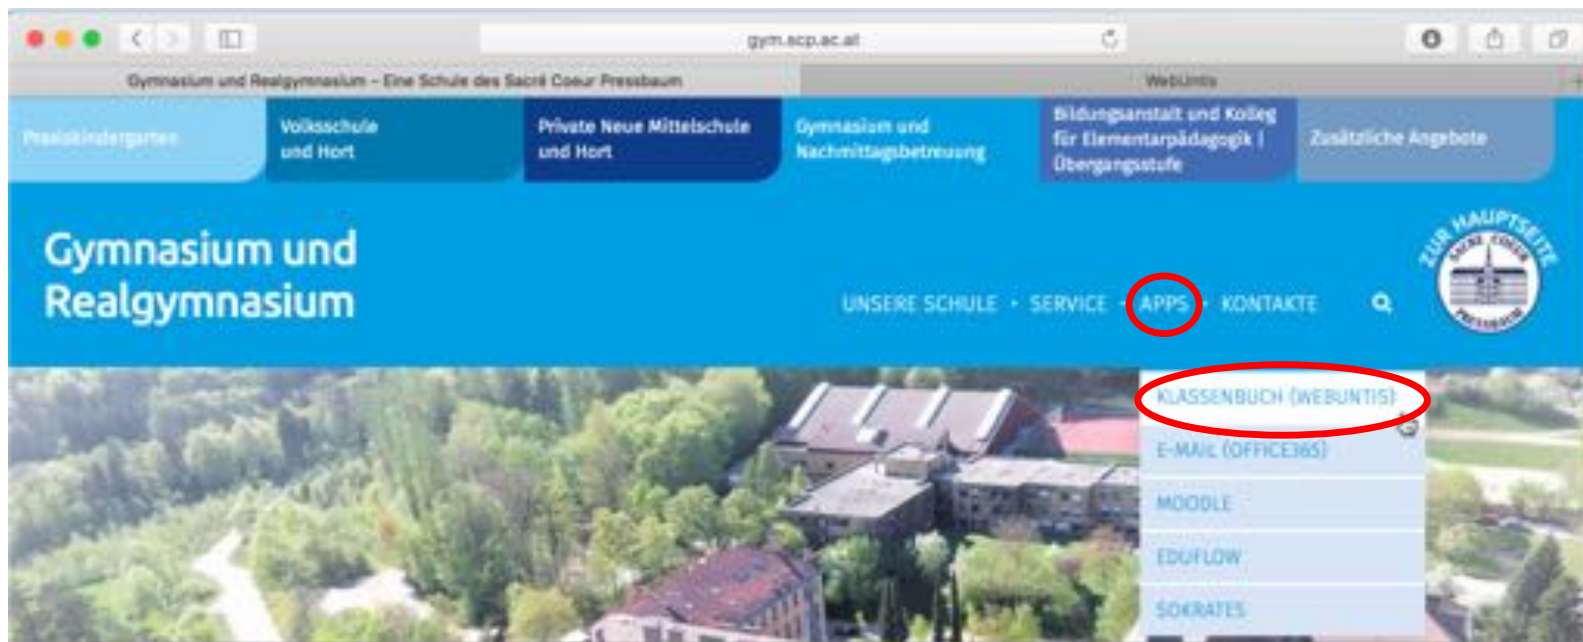 gym.scp.ac.at
Gymnasium und Realgymnasium – Eine Schule des Sacré Coeur Pressbaum
WebUntis
Praxiskindergarten
Volksschule
und Hort
Private Neue Mittelschule
und Hort
Gymnasium und
Nachmittagsbetreuung
Bildungsanstalt und Kolleg
für Elementarpädagogik |
Übergangsstufe
Zusätzliche Angebote
Gymnasium und
Realgymnasium
UNSERE SCHULE · SERVICE · APPS · KONTAKTE
ZUR HAUPTSEITE
SACRE COEUR
PRESSBAUM
KLASSENBUCH (WEBUNTIS)
E-MAIL (OFFICE365)
MOODLE
EDUFLOW
SOKRATES